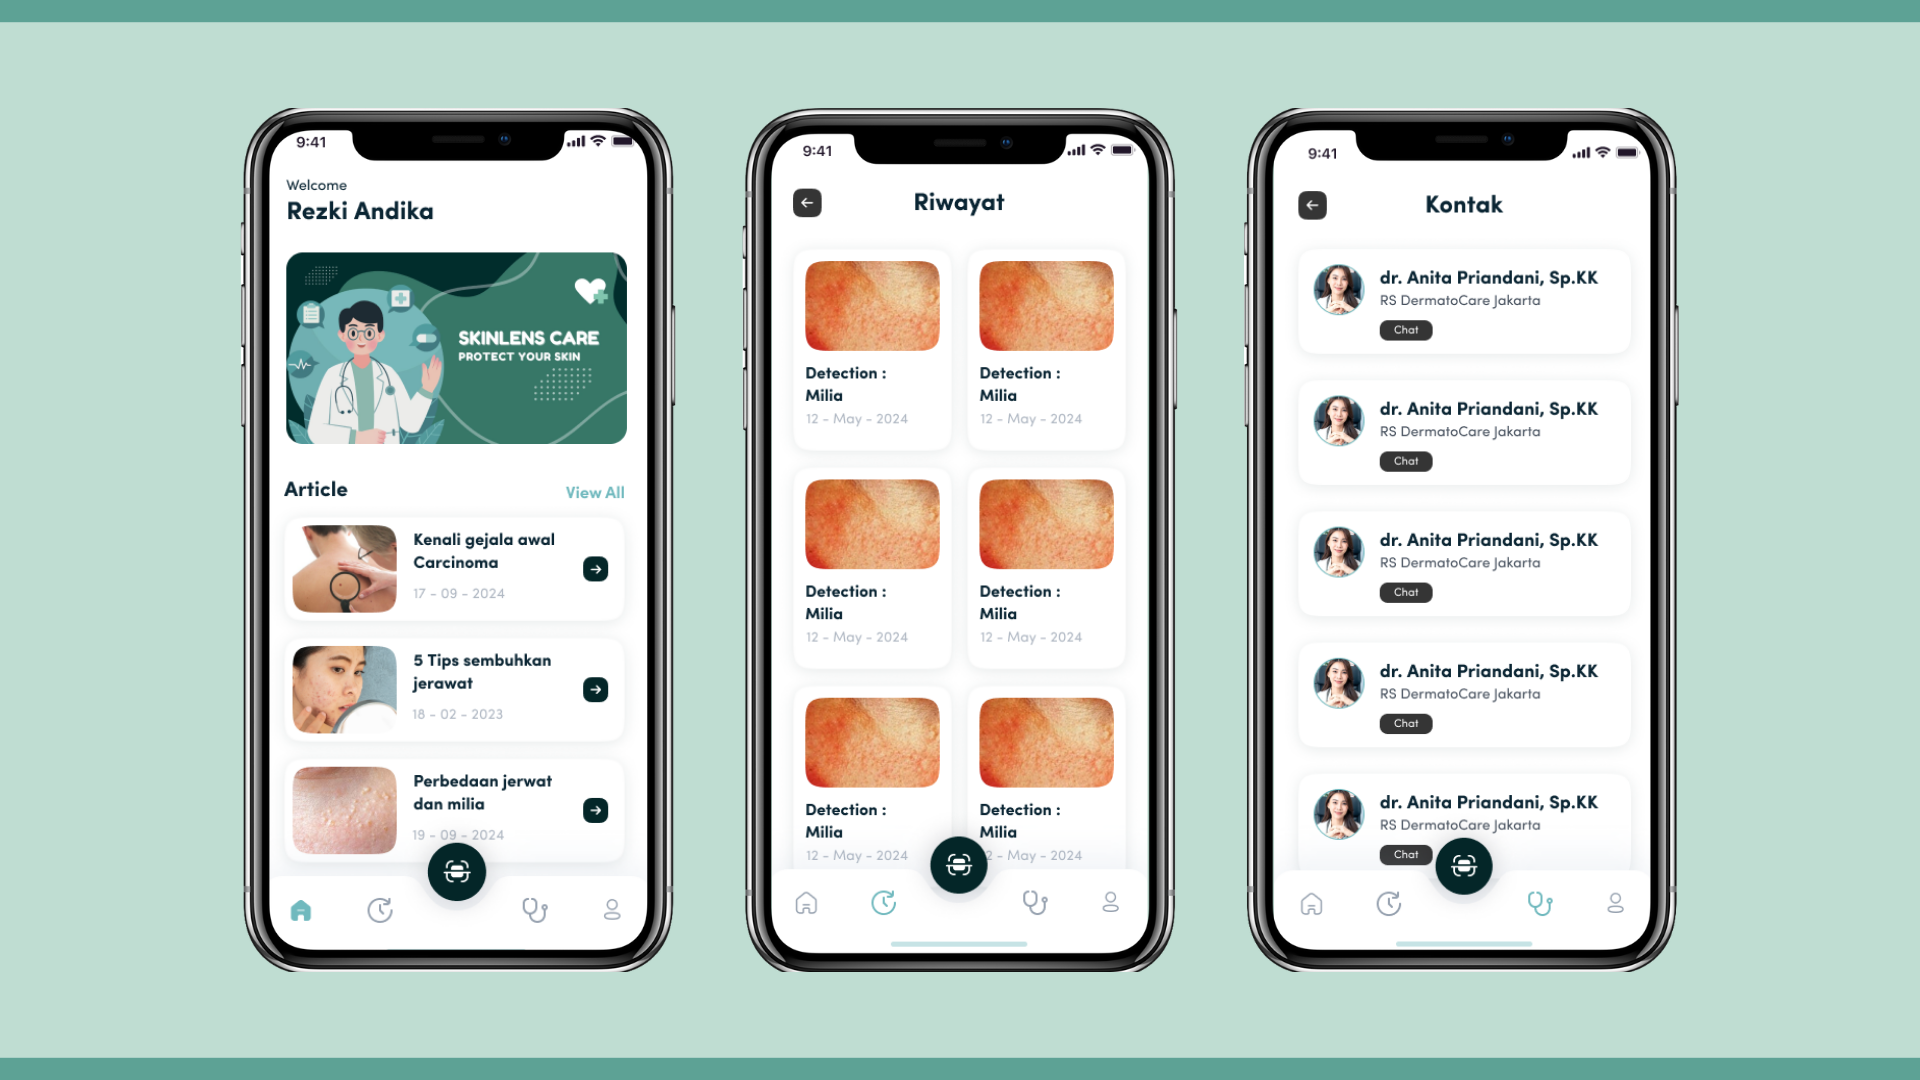 9:41
Welcome
Rezki Andika
SKINLENS CARE
PROTECT YOUR SKIN
Article
View All
Kenali gejala awal
Carcinoma
17 - 09 - 2024
5 Tips sembuhkan
jerawat
18 - 02 - 2023
Perbedaan jerwat
dan milia
19 - 09 - 2024
9:41
Riwayat
Detection :
Milia
12 - May - 2024
Detection :
Milia
12 - May - 2024
Detection :
Milia
12 - May - 2024
Detection :
Milia
12 - May - 2024
Detection :
Milia
12 - May - 2024
Detection :
Milia
2 - May - 2024
9:41
Kontak
dr. Anita Priandani, Sp.KK
RS DermatoCare Jakarta
Chat
dr. Anita Priandani, Sp.KK
RS DermatoCare Jakarta
Chat
dr. Anita Priandani, Sp.KK
RS DermatoCare Jakarta
Chat
dr. Anita Priandani, Sp.KK
RS DermatoCare Jakarta
Chat
dr. Anita Priandani, Sp.KK
RS DermatoCare Jakarta
Chat